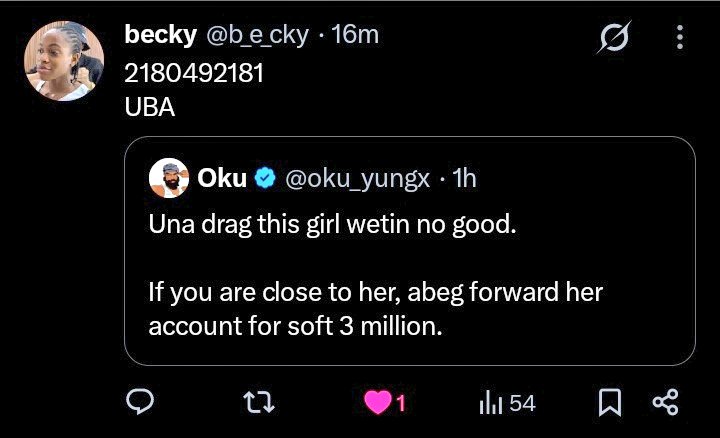 becky @b_e_cky · 16m
2180492181
UBA
Oku @oku_yungx · 1h
Una drag this girl wetin no good.
If you are close to her, abeg forward her
account for soft 3 million.
1 54